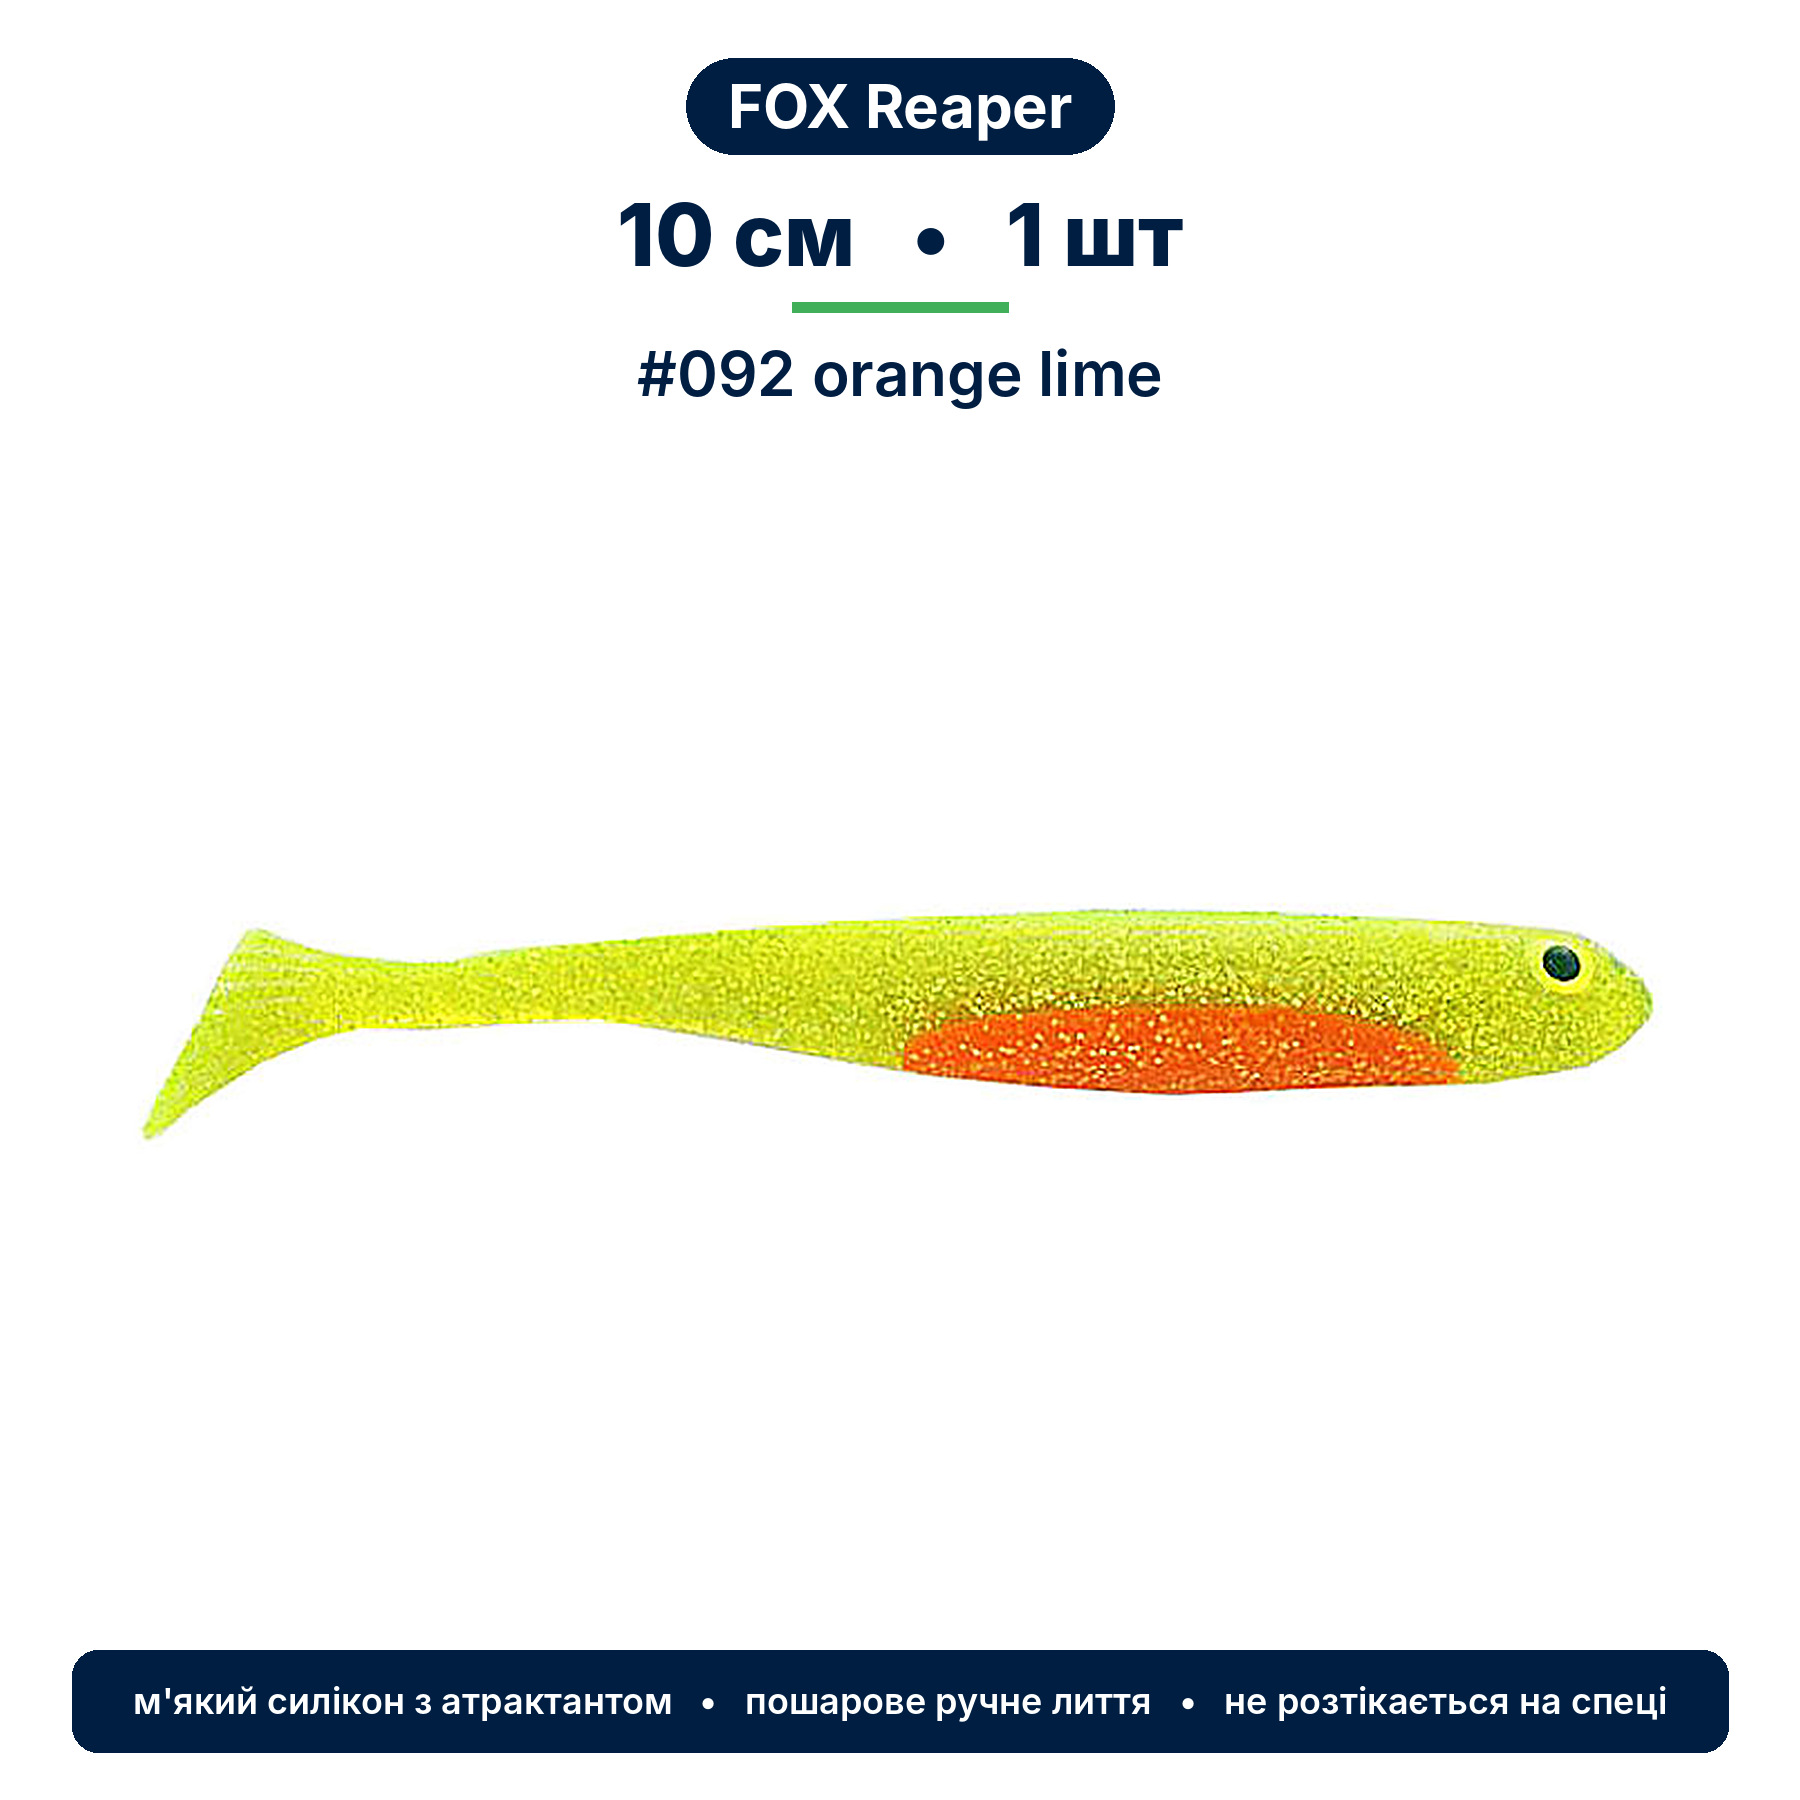 FOX Reaper
10 см • 1 шт
#092 orange lime
м'який силікон з атрактантом • пошарове ручне лиття • не розтікається на спеці